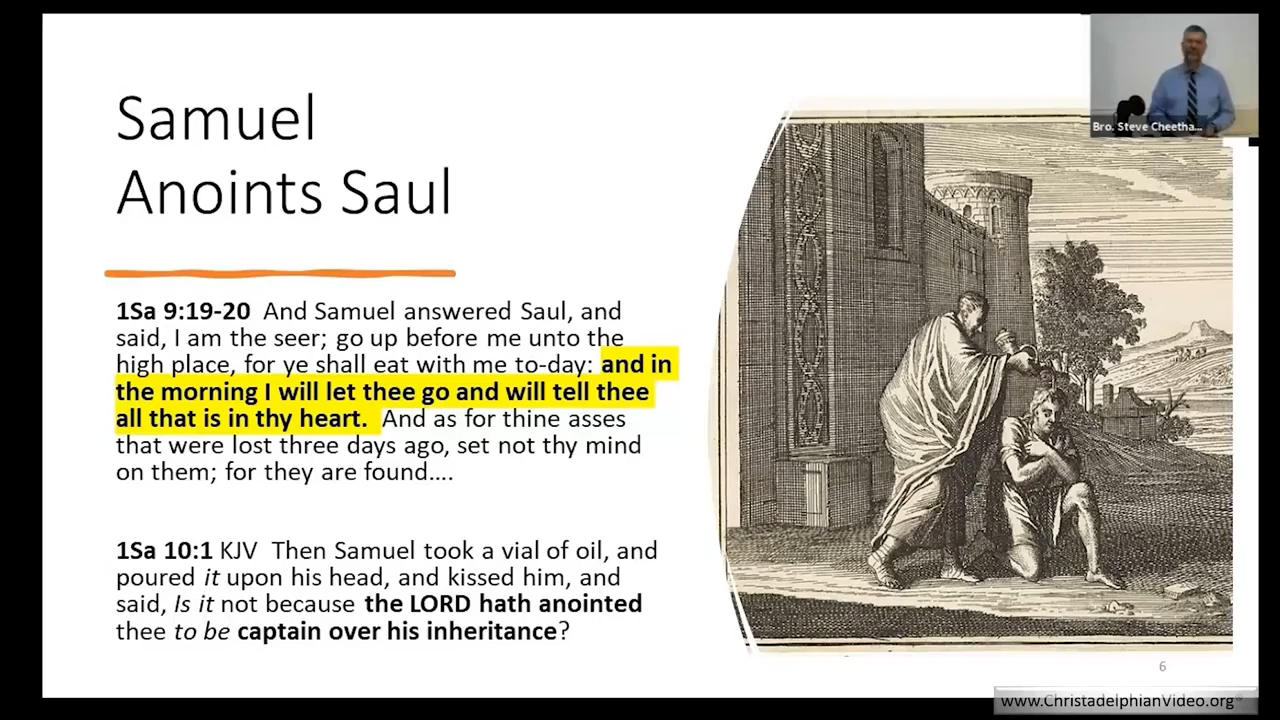 Samuel
Anoints Saul
1Sa 9:19-20 And Samuel answered Saul, and
said, I am the seer; go up before me unto the
high place, for ye shall eat with me to-day: and in
the morning I will let thee go and will tell thee
all that is in thy heart. And as for thine asses
that were lost three days ago, set not thy mind
on them; for they are found....
1Sa 10:1 KJV Then Samuel took a vial of oil, and
poured it upon his head, and kissed him, and
said, Is it not because the LORD hath anointed
thee to be captain over his inheritance?
Bro. Steve Cheetha...
6
www.ChristadelphianVideo.org®